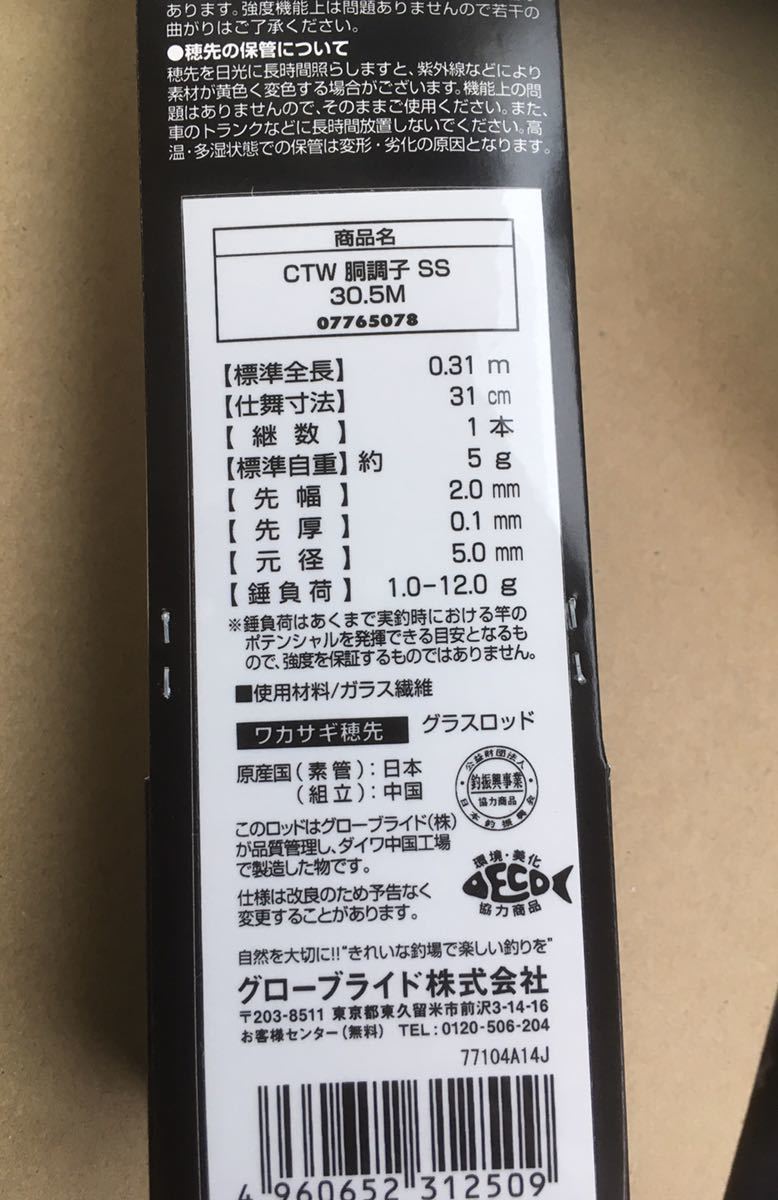 あります。強度機能上は問題ありませんので若干の
曲がりはご了承ください。
●穂先の保管について
穂先を日光に長時間照らしますと、紫外線などにより
素材が黄色く変色する場合がございます。機能上の問
題はありませんので、そのままご使用ください。また、
車のトランクなどに長時間放置しないでください。高
温・多湿状態での保管は変形・劣化の原因となります。
商品名
CTW 胴調子 SS
30.5M
07765078
【標準全長】 0.31 m
【仕舞寸法】 31 cm
【継数】 1 本
【標準自重】約 5 g
【先幅】 2.0 mm
【先厚】 0.1 mm
【元径】 5.0 mm
【錘負荷】 1.0-12.0 g
※錘負荷はあくまで実釣時における竿の
ポテンシャルを発揮できる目安となるも
ので、強度を保証するものではありません。
■使用材料/ガラス繊維
ワカサギ穂先 グラスロッド
原産国(素管):日本
(組立):中国
公益財団法人
釣振興事業
協力商品
日本釣振興会
このロッドはグローブライド(株)
が品質管理し、ダイワ中国工場
で製造した物です。
環境・美化
DECO
協力商品
仕様は改良のため予告なく
変更することがあります。
自然を大切に!!"きれいな釣場で楽しい釣りを"
グローブライド株式会社
〒203-8511 東京都東久留米市前沢3-14-16
お客様センター(無料) TEL:0120-506-204
77104A14J
4 960652 312509